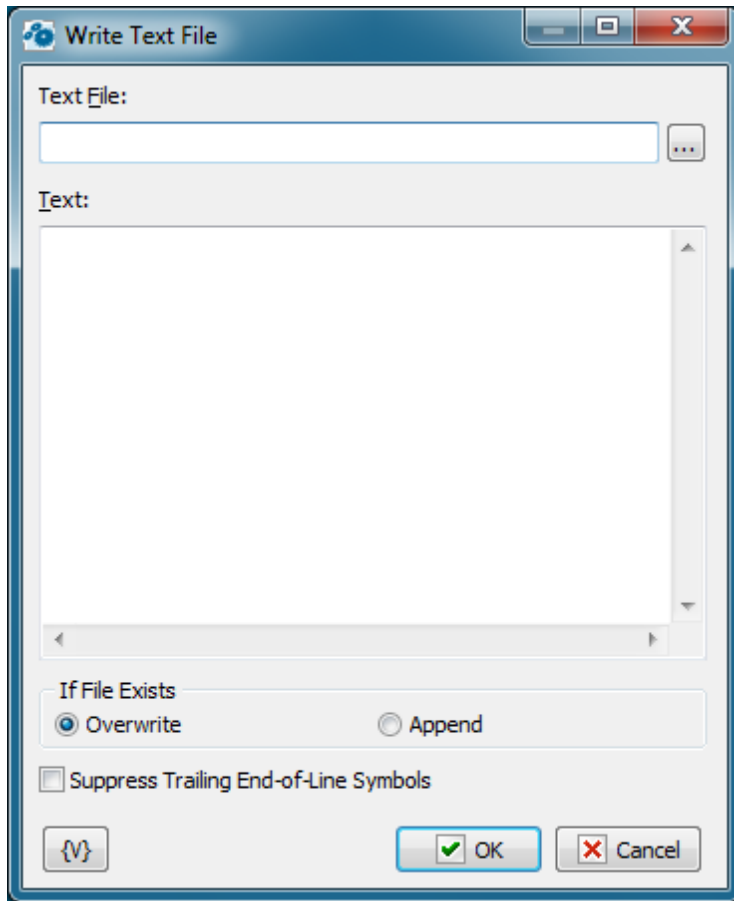 Write Text File
Text File:
...
Text:
If File Exists
Overwrite Append
Suppress Trailing End-of-Line Symbols
{V} OK Cancel